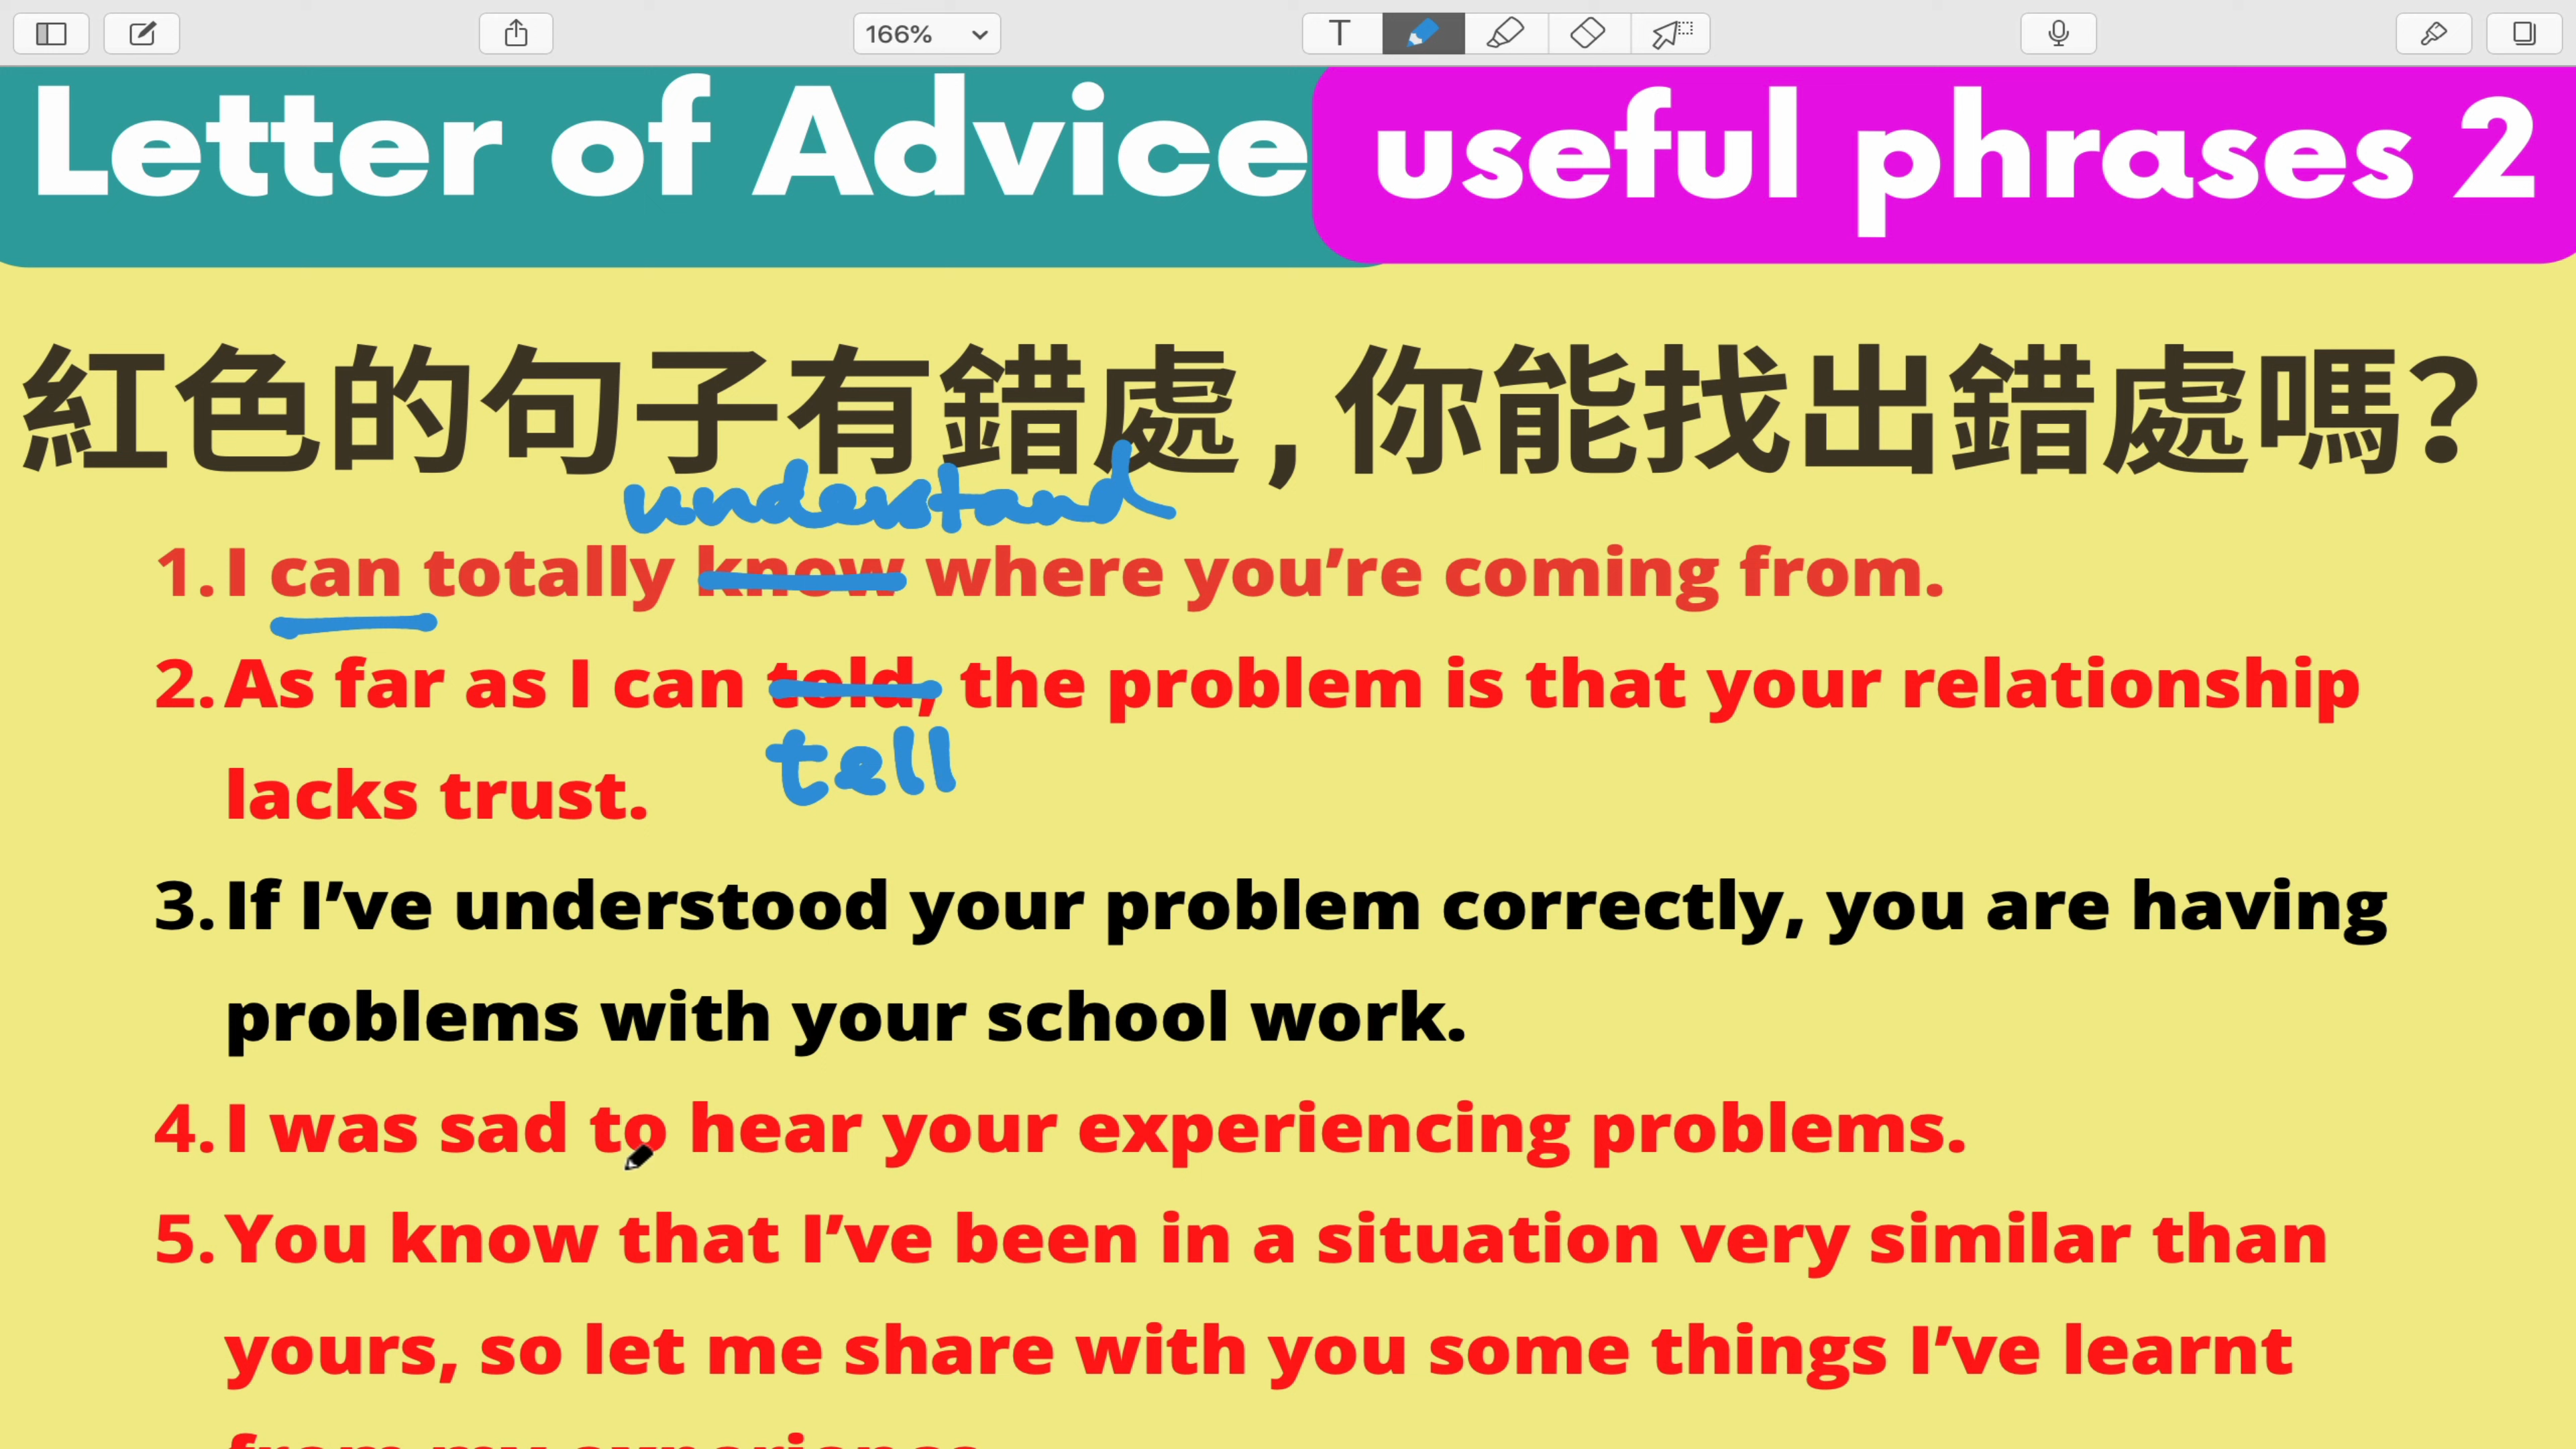 166%
T
Letter of Advice useful phrases 2
紅色的句子有錯處，你能找出錯處嗎？
understand
1. I can totally know where you’re coming from.
2. As far as I can told, the problem is that your relationship
lacks trust.
tell
3. If I’ve understood your problem correctly, you are having
problems with your school work.
4. I was sad to hear your experiencing problems.
5. You know that I’ve been in a situation very similar than
yours, so let me share with you some things I’ve learnt
from my experience